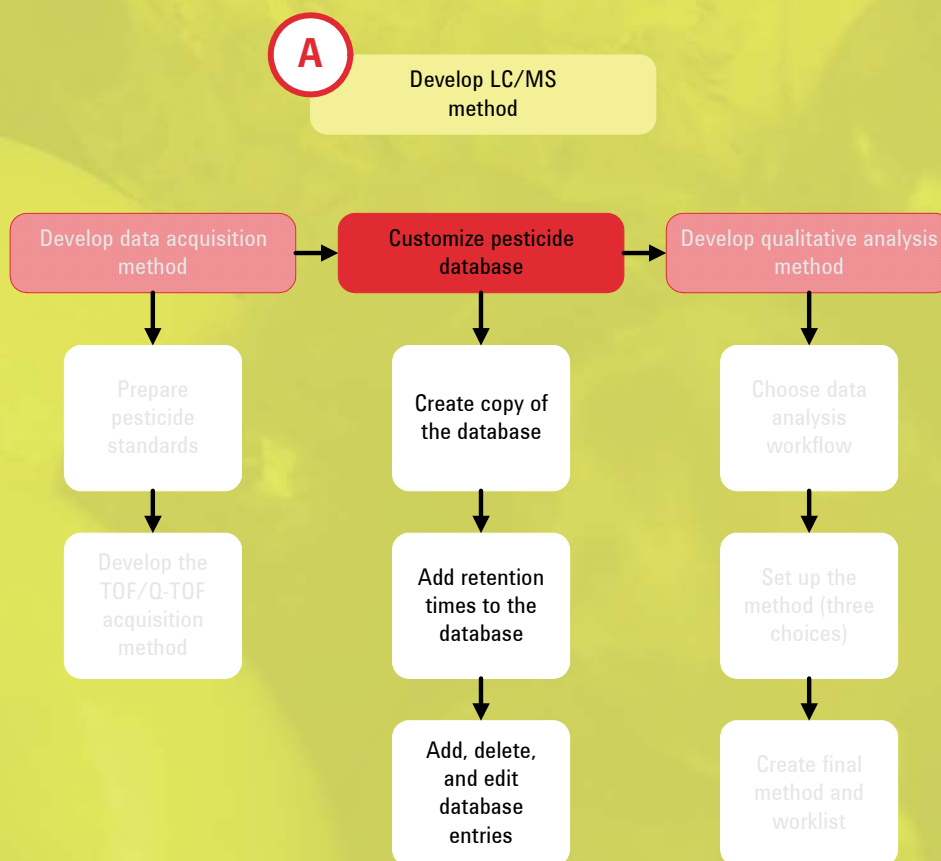 A
Develop LC/MS
method
Develop data acquisition
method
Customize pesticide
database
Develop qualitative analysis
method
Prepare
pesticide
standards
Create copy of
the database
Choose data
analysis
workflow
Develop the
TOF/Q-TOF
acquisition
method
Add retention
times to the
database
Set up the
method (three
choices)
Add, delete,
and edit
database
entries
Create final
method and
worklist